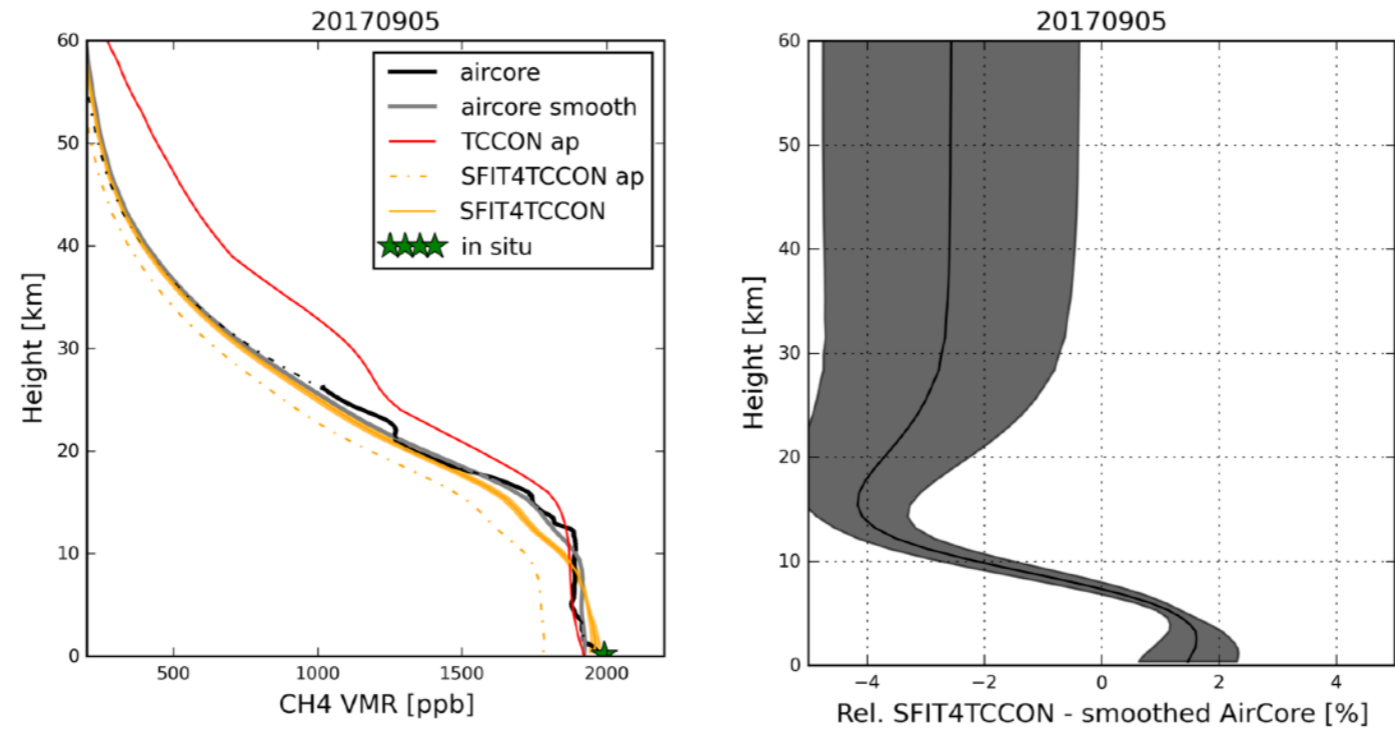 20170905
60
50
40
30
20
10
0
Height [km]
500
1000
1500
2000
CH4 VMR [ppb]
aircore
aircore smooth
TCCON ap
SFIT4TCCON ap
SFIT4TCCON
in situ
20170905
60
50
40
30
20
10
0
Height [km]
−4
−2
0
2
4
Rel. SFIT4TCCON - smoothed AirCore [%]